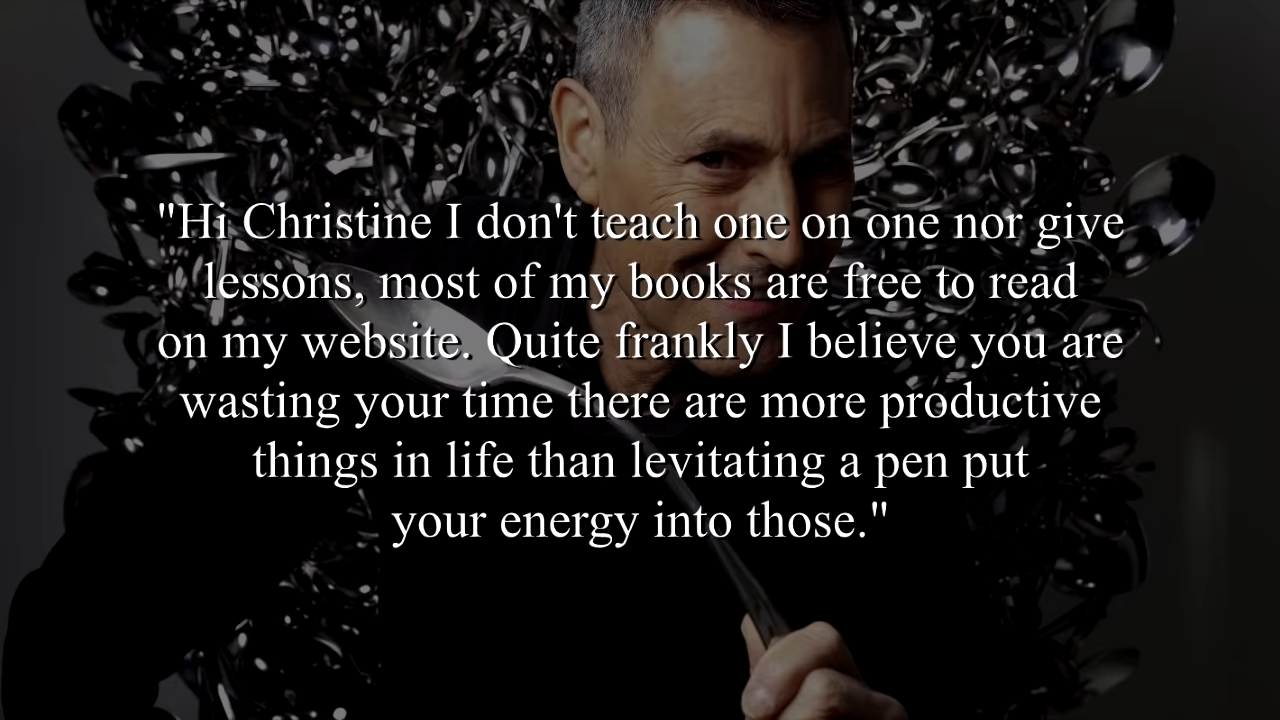 "Hi Christine I don't teach one on one nor give
lessons, most of my books are free to read
on my website. Quite frankly I believe you are
wasting your time there are more productive
things in life than levitating a pen put
your energy into those."